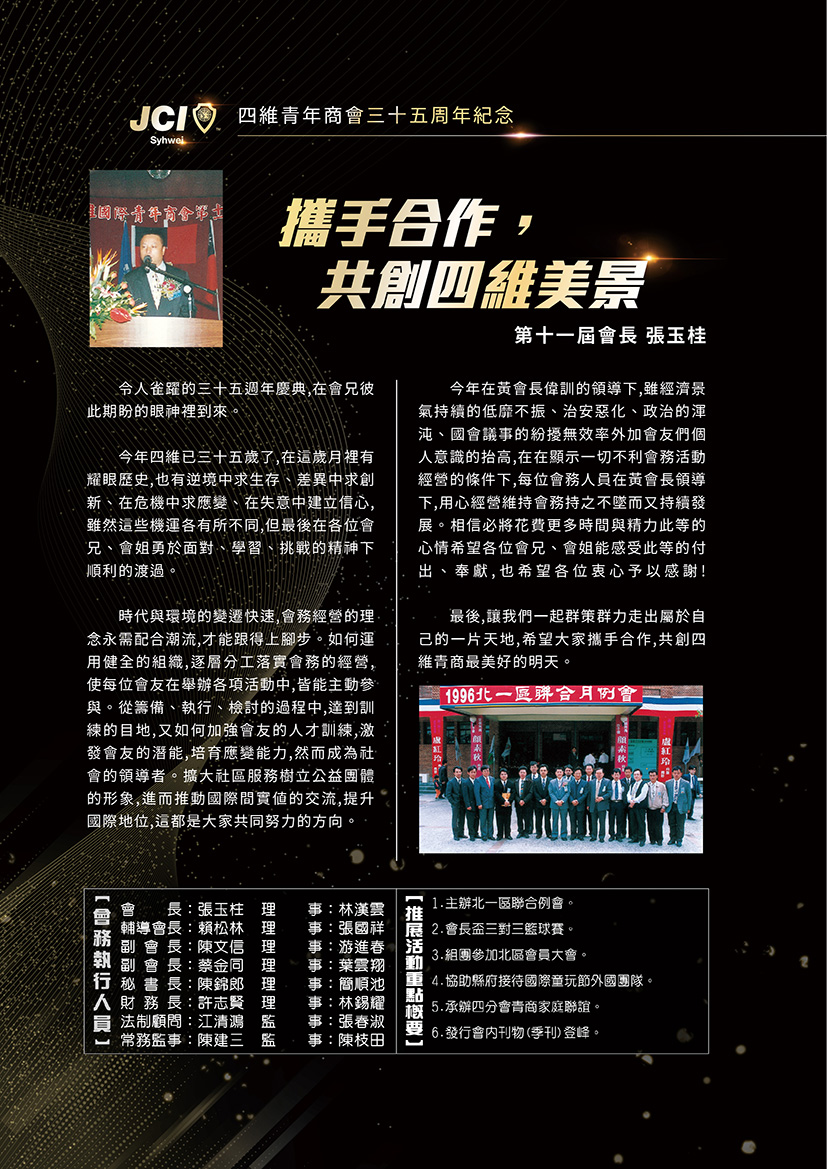 JCI
Syhwei
四維青年商會三十五周年紀念
維國際青年商會第十
攜手合作，
共創四維美景
第十一屆會長 張玉桂
令人雀躍的三十五週年慶典,在會兄彼
此期盼的眼神裡到來。
今年四維已三十五歲了,在這歲月裡有
耀眼歷史,也有逆境中求生存、差異中求創
新、在危機中求應變、在失意中建立信心,
雖然這些機運各有所不同,但最後在各位會
兄、會姐勇於面對、學習、挑戰的精神下
順利的渡過。
時代與環境的變遷快速,會務經營的理
念永需配合潮流,才能跟得上腳步。如何運
用健全的組織,逐層分工落實會務的經營,
使每位會友在舉辦各項活動中,皆能主動參
與。從籌備、執行、檢討的過程中,達到訓
練的目地,又如何加強會友的人才訓練,激
發會友的潛能,培育應變能力,然而成為社
會的領導者。擴大社區服務樹立公益團體
的形象,進而推動國際間實值的交流,提升
國際地位,這都是大家共同努力的方向。
今年在黃會長偉訓的領導下,雖經濟景
氣持續的低靡不振、治安惡化、政治的渾
沌、國會議事的紛擾無效率外加會友們個
人意識的抬高,在在顯示一切不利會務活動
經營的條件下,每位會務人員在黃會長領導
下,用心經營維持會務持之不墜而又持續發
展。相信必將花費更多時間與精力此等的
心情希望各位會兄、會姐能感受此等的付
出、奉獻,也希望各位衷心予以感謝!
最後,讓我們一起群策群力走出屬於自
己的一片天地,希望大家攜手合作,共創四
維青商最美好的明天。
1996北一區聯合月例會
顏素秋
顏素秋
盧紅玲
盧紅玲
【會務執行人員】
會長：張玉桂 理事：林漢雲
輔導會長：賴松林 理事：張國祥
副會長：陳文信 理事：游進春
副會長：蔡金同 理事：葉雲翔
秘書長：陳錦郎 理事：簡順池
財務長：許志賢 理事：林錫耀
法制顧問：江清鴻 監事：張春淑
常務監事：陳建三 監事：陳枝田
【推展活動重點概要】
1.主辦北一區聯合例會。
2.會長盃三對三籃球賽。
3.組團參加北區會員大會。
4.協助縣府接待國際童玩節外國團隊。
5.承辦四分會青商家庭聯誼。
6.發行會內刊物(季刊)登峰。